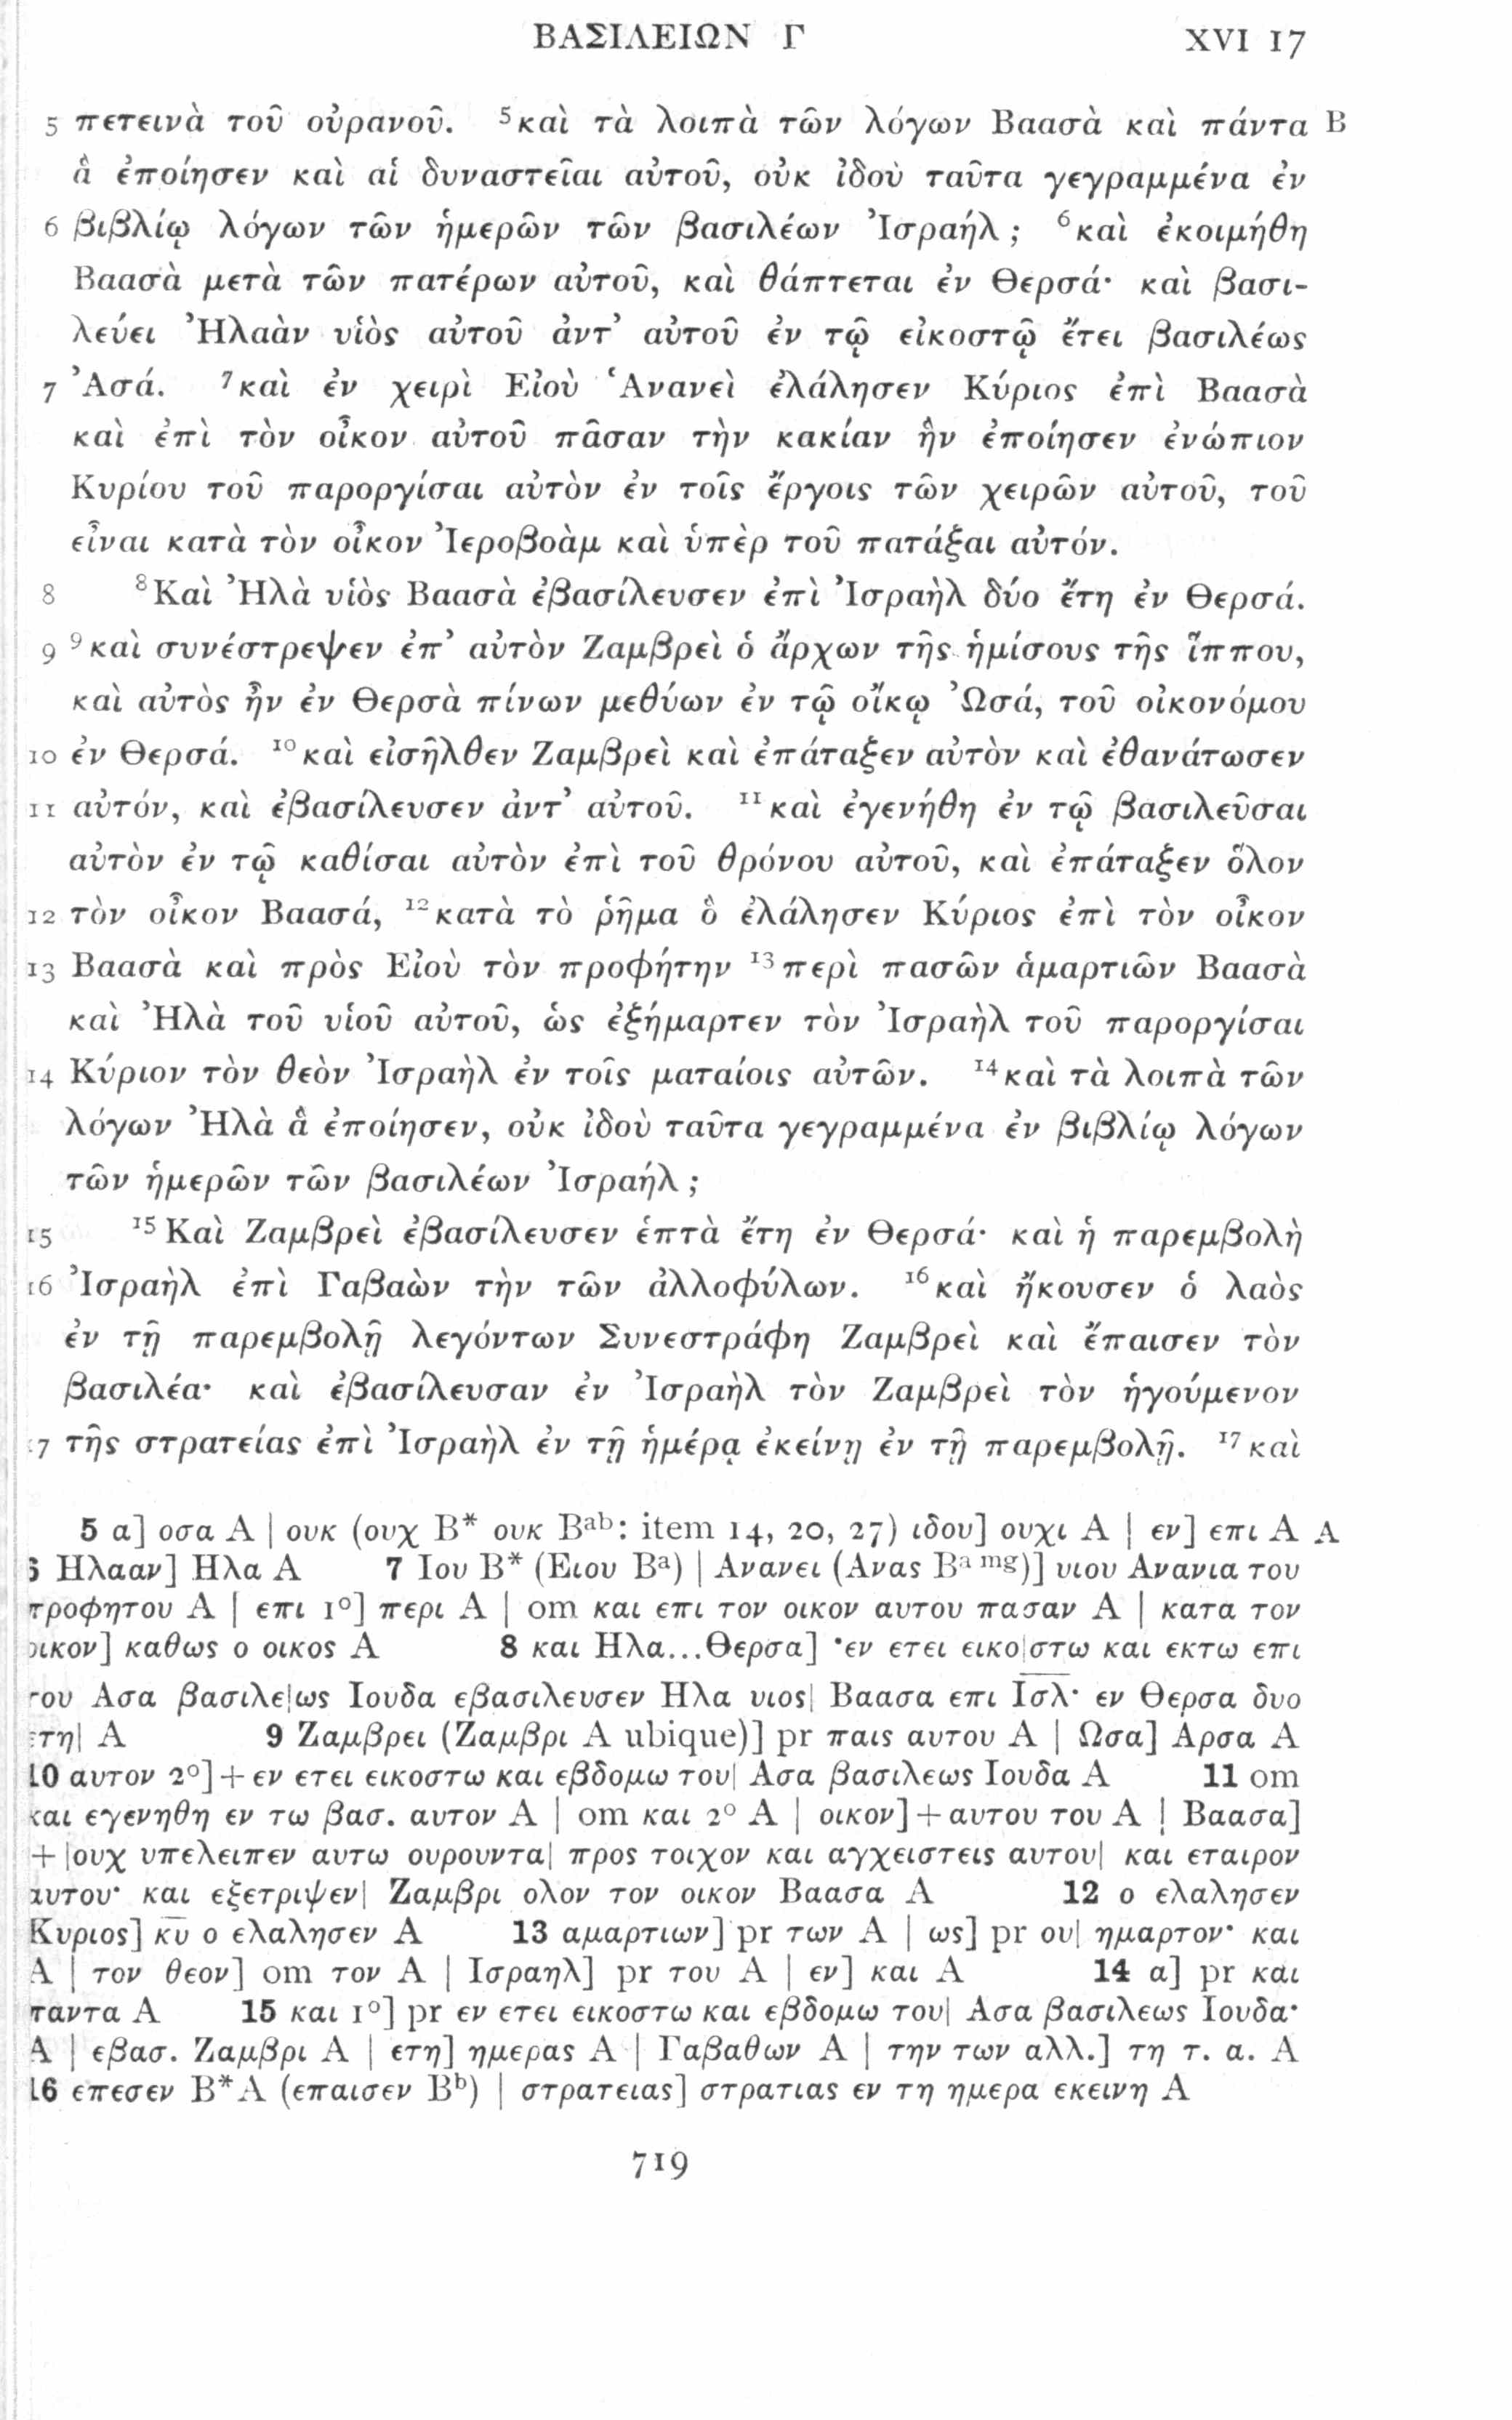 ΒΑΣΙΛΕΙΩΝ Γ XVI 17
5 πετεινὰ τοῦ οὐρανοῦ. ⁵καὶ τὰ λοιπὰ τῶν λόγων Βαασὰ καὶ πάντα B
ἃ ἐποίησεν καὶ αἱ δυναστεῖαι αὐτοῦ, οὐκ ἰδοὺ ταῦτα γεγραμμένα ἐν
6 βιβλίῳ λόγων τῶν ἡμερῶν τῶν βασιλέων Ἰσραήλ; ⁶καὶ ἐκοιμήθη
Βαασὰ μετὰ τῶν πατέρων αὐτοῦ, καὶ θάπτεται ἐν Θερσά· καὶ βασι-
λεύει Ἠλαὰν υἱὸς αὐτοῦ ἀντ’ αὐτοῦ ἐν τῷ εἰκοστῷ ἔτει βασιλέως
7 Ἀσά. ⁷καὶ ἐν χειρὶ Εἰοὺ Ἁνανεὶ ἐλάλησεν Κύριος ἐπὶ Βαασὰ
καὶ ἐπὶ τὸν οἶκον αὐτοῦ πᾶσαν τὴν κακίαν ἣν ἐποίησεν ἐνώπιον
Κυρίου τοῦ παροργίσαι αὐτὸν ἐν τοῖς ἔργοις τῶν χειρῶν αὐτοῦ, τοῦ
εἶναι κατὰ τὸν οἶκον Ἰεροβοὰμ καὶ ὑπὲρ τοῦ πατάξαι αὐτόν.
8 ⁸Καὶ Ἠλὰ υἱὸς Βαασὰ ἐβασίλευσεν ἐπὶ Ἰσραὴλ δύο ἔτη ἐν Θερσά.
9 ⁹καὶ συνέστρεψεν ἐπ’ αὐτὸν Ζαμβρεὶ ὁ ἄρχων τῆς ἡμίσους τῆς ἵππου,
καὶ αὐτὸς ἦν ἐν Θερσὰ πίνων μεθύων ἐν τῷ οἴκῳ Ὠσά, τοῦ οἰκονόμου
10 ἐν Θερσά. ¹⁰καὶ εἰσῆλθεν Ζαμβρεὶ καὶ ἐπάταξεν αὐτὸν καὶ ἐθανάτωσεν
11 αὐτόν, καὶ ἐβασίλευσεν ἀντ’ αὐτοῦ. ¹¹καὶ ἐγενήθη ἐν τῷ βασιλεῦσαι
αὐτὸν ἐν τῷ καθίσαι αὐτὸν ἐπὶ τοῦ θρόνου αὐτοῦ, καὶ ἐπάταξεν ὅλον
12 τὸν οἶκον Βαασά, ¹²κατὰ τὸ ῥῆμα ὃ ἐλάλησεν Κύριος ἐπὶ τὸν οἶκον
13 Βαασὰ καὶ πρὸς Εἰοὺ τὸν προφήτην ¹³περὶ πασῶν ἁμαρτιῶν Βαασὰ
καὶ Ἠλὰ τοῦ υἱοῦ αὐτοῦ, ὡς ἐξήμαρτεν τὸν Ἰσραὴλ τοῦ παροργίσαι
14 Κύριον τὸν θεὸν Ἰσραὴλ ἐν τοῖς ματαίοις αὐτῶν. ¹⁴καὶ τὰ λοιπὰ τῶν
λόγων Ἠλὰ ἃ ἐποίησεν, οὐκ ἰδοὺ ταῦτα γεγραμμένα ἐν βιβλίῳ λόγων
τῶν ἡμερῶν τῶν βασιλέων Ἰσραήλ;
15 ¹⁵Καὶ Ζαμβρεὶ ἐβασίλευσεν ἑπτὰ ἔτη ἐν Θερσά· καὶ ἡ παρεμβολὴ
16 Ἰσραὴλ ἐπὶ Γαβαὼν τὴν τῶν ἀλλοφύλων. ¹⁶καὶ ἤκουσεν ὁ λαὸς
ἐν τῇ παρεμβολῇ λεγόντων Συνεστράφη Ζαμβρεὶ καὶ ἔπαισεν τὸν
βασιλέα· καὶ ἐβασίλευσαν ἐν Ἰσραὴλ τὸν Ζαμβρεὶ τὸν ἡγούμενον
17 τῆς στρατείας ἐπὶ Ἰσραὴλ ἐν τῇ ἡμέρᾳ ἐκείνῃ ἐν τῇ παρεμβολῇ. ¹⁷καὶ
5 α] οσα A | ουκ (ουχ B* ουκ Bᵃᵇ: item 14, 20, 27) ιδου] ουχι A | εν] επι A A
6 Ηλααν] Ηλα A 7 Ιου B* (Ειου Bᵃ) | Ανανει (Ανας Bᵃ ᵐᵍ)] υιου Ανανια του
προφητου A | επι 1°] περι A | om και επι τον οικον αυτου πασαν A | κατα τον
οικον] καθως ο οικος A 8 και Ηλα...Θερσα] ·εν ετει εικο|στω και εκτω επι
του Ασα βασιλε|ως Ιουδα εβασιλευσεν Ηλα υιος| Βαασα επι Ισ̅λ̅· εν Θερσα δυο
ετη| A 9 Ζαμβρει (Ζαμβρι A ubique)] pr παις αυτου A | Ωσα] Αρσα A
10 αυτον 2°]+εν ετει εικοστω και εβδομω του| Ασα βασιλεως Ιουδα A 11 om
και εγενηθη εν τω βασ. αυτον A | om και 2° A | οικον]+αυτου του A | Βαασα]
+|ουχ υπελειπεν αυτω ουρουντα| προς τοιχον και αγχειστεις αυτου| και εταιρον
αυτου· και εξετριψεν| Ζαμβρι ολον τον οικον Βαασα A 12 ο ελαλησεν
Κυριος] κ̅υ̅ ο ελαλησεν A 13 αμαρτιων] pr των A | ως] pr ου| ημαρτον· και
A | τον θεον] om τον A | Ισραηλ] pr του A | εν] και A 14 α] pr και
παντα A 15 και 1°] pr εν ετει εικοστω και εβδομω του| Ασα βασιλεως Ιουδα·
A | εβασ. Ζαμβρι A | ετη] ημερας A | Γαβαθων A | την των αλλ.] τη τ. α. A
16 επεσεν B*A (επαισεν Bᵇ) | στρατειας] στρατιας εν τη ημερα εκεινη A
719